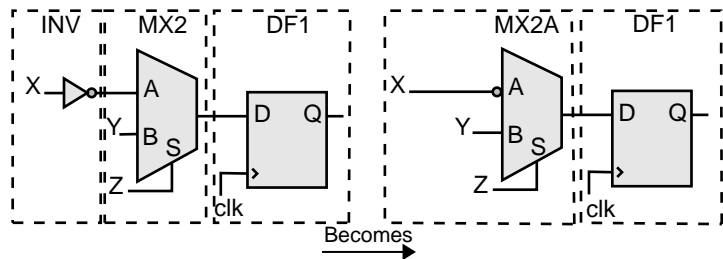 INV MX2 DF1 MX2A DF1
X A D Q X A D Q
Y B Y B
S S
Z Z
clk clk
Becomes